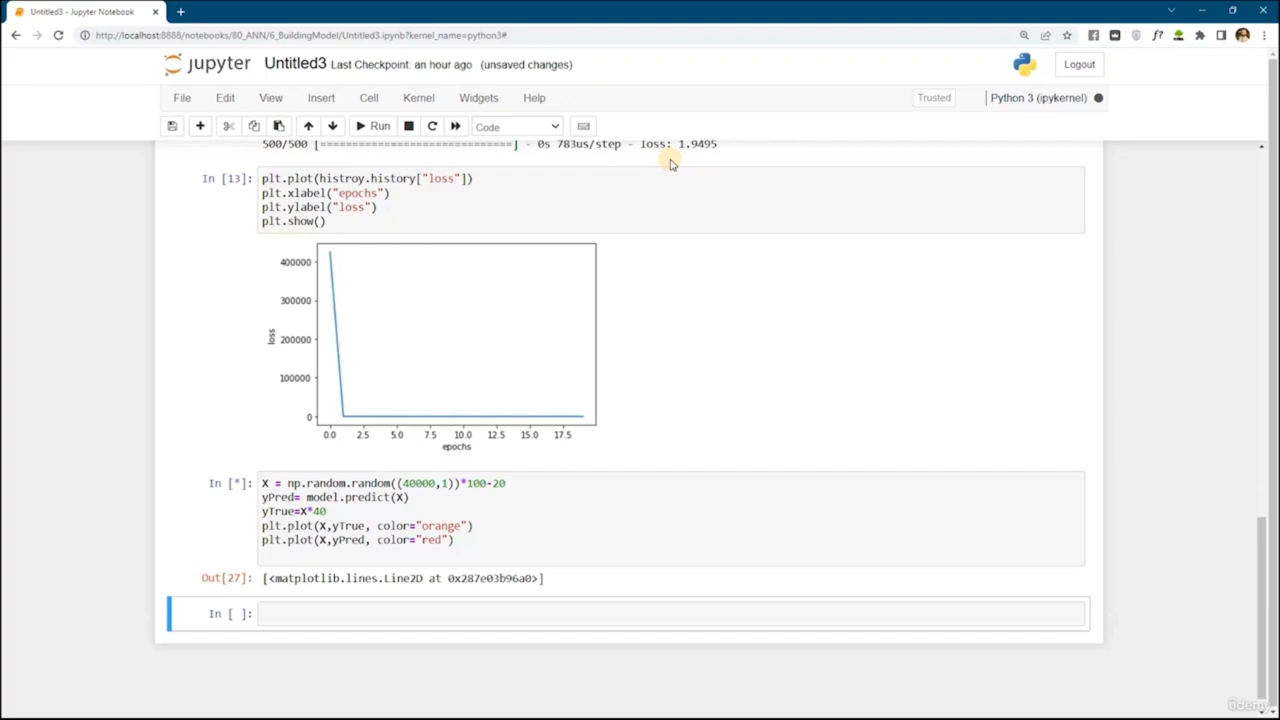 Untitled3 - Jupyter Notebook
http://localhost:8888/notebooks/80_ANN/6_BuildingModel/Untitled3.ipynb?kernel_name=python3#
jupyter Untitled3 Last Checkpoint: an hour ago (unsaved changes)
Logout
File Edit View Insert Cell Kernel Widgets Help
Trusted
Python 3 (ipykernel)
Run
Code
500/500 [==============================] - 0s 783us/step - loss: 1.9495
In [13]: plt.plot(histroy.history["loss"])
plt.xlabel("epochs")
plt.ylabel("loss")
plt.show()
400000
300000
200000
100000
0
loss
0.0 2.5 5.0 7.5 10.0 12.5 15.0 17.5
epochs
In [*]: X = np.random.random((40000,1))*100-20
yPred= model.predict(X)
yTrue=X*40
plt.plot(X,yTrue, color="orange")
plt.plot(X,yPred, color="red")
Out[27]: [<matplotlib.lines.Line2D at 0x287e03b96a0>]
In [ ]:
ûdemy